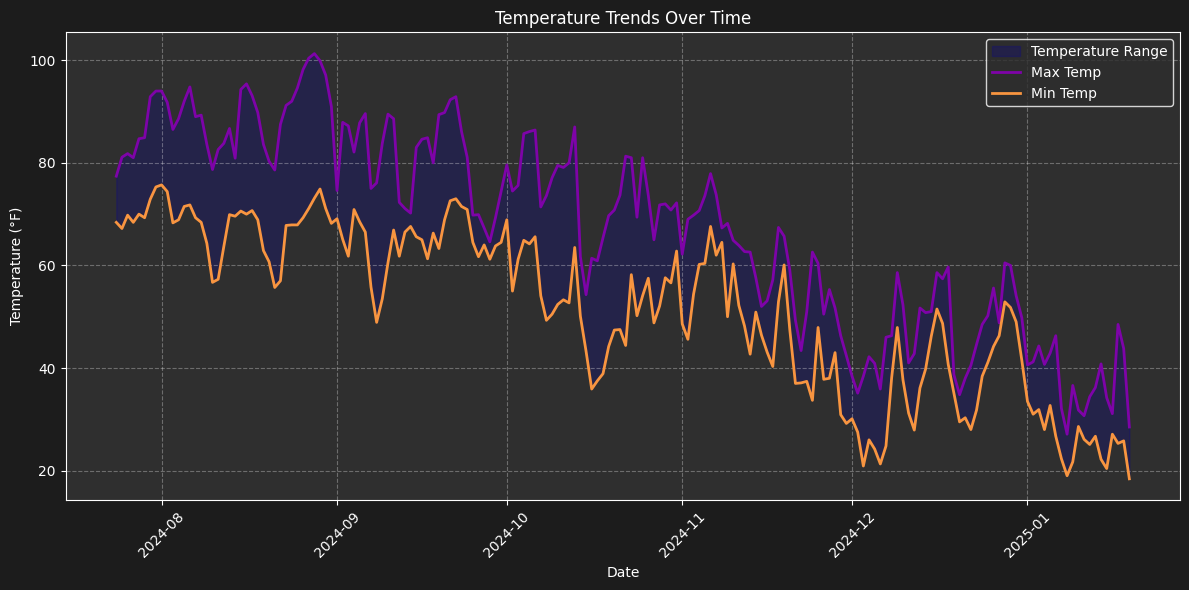 Temperature Trends Over Time
Temperature Range
Max Temp
Min Temp
Temperature (°F)
100
80
60
40
20
2024-08
2024-09
2024-10
2024-11
2024-12
2025-01
Date